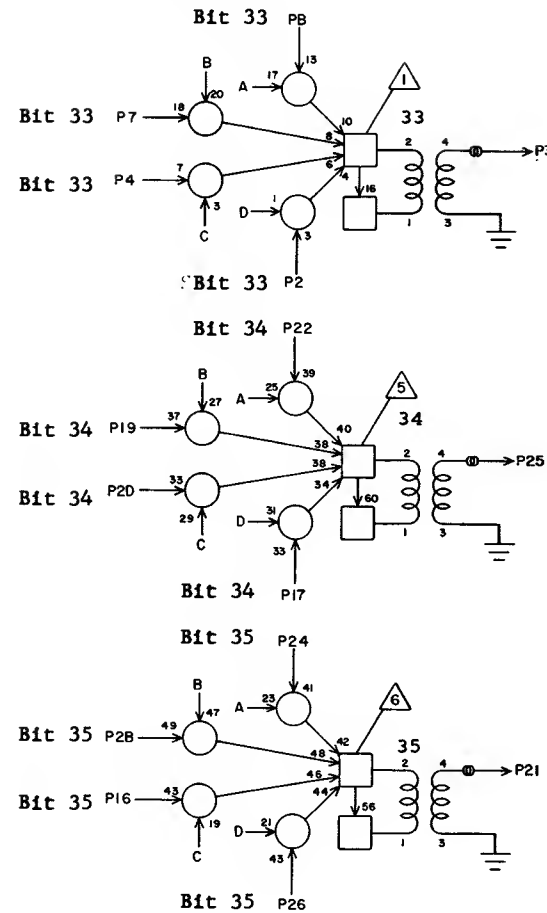 Bit 33 PB
13
B
A 17
1
20
10
33
Bit 33 P7 18
8
2 4
6
Bit 33 P4 7
4
16
3
D 1
1 3
C
3
Bit 33 P2
Bit 34 P22
39
B
A 25
5
27
40
34
Bit 34 P19 37
38
2 4
P25
38
Bit 34 P2D 33
34
60
29
D 31
1 3
C
33
Bit 34 P17
Bit 35 P24
41
B
A 23
6
47
42
35
Bit 35 P2B 49
48
2 4
P21
46
Bit 35 P16 43
44
56
19
D 21
1 3
C
43
Bit 35 P26